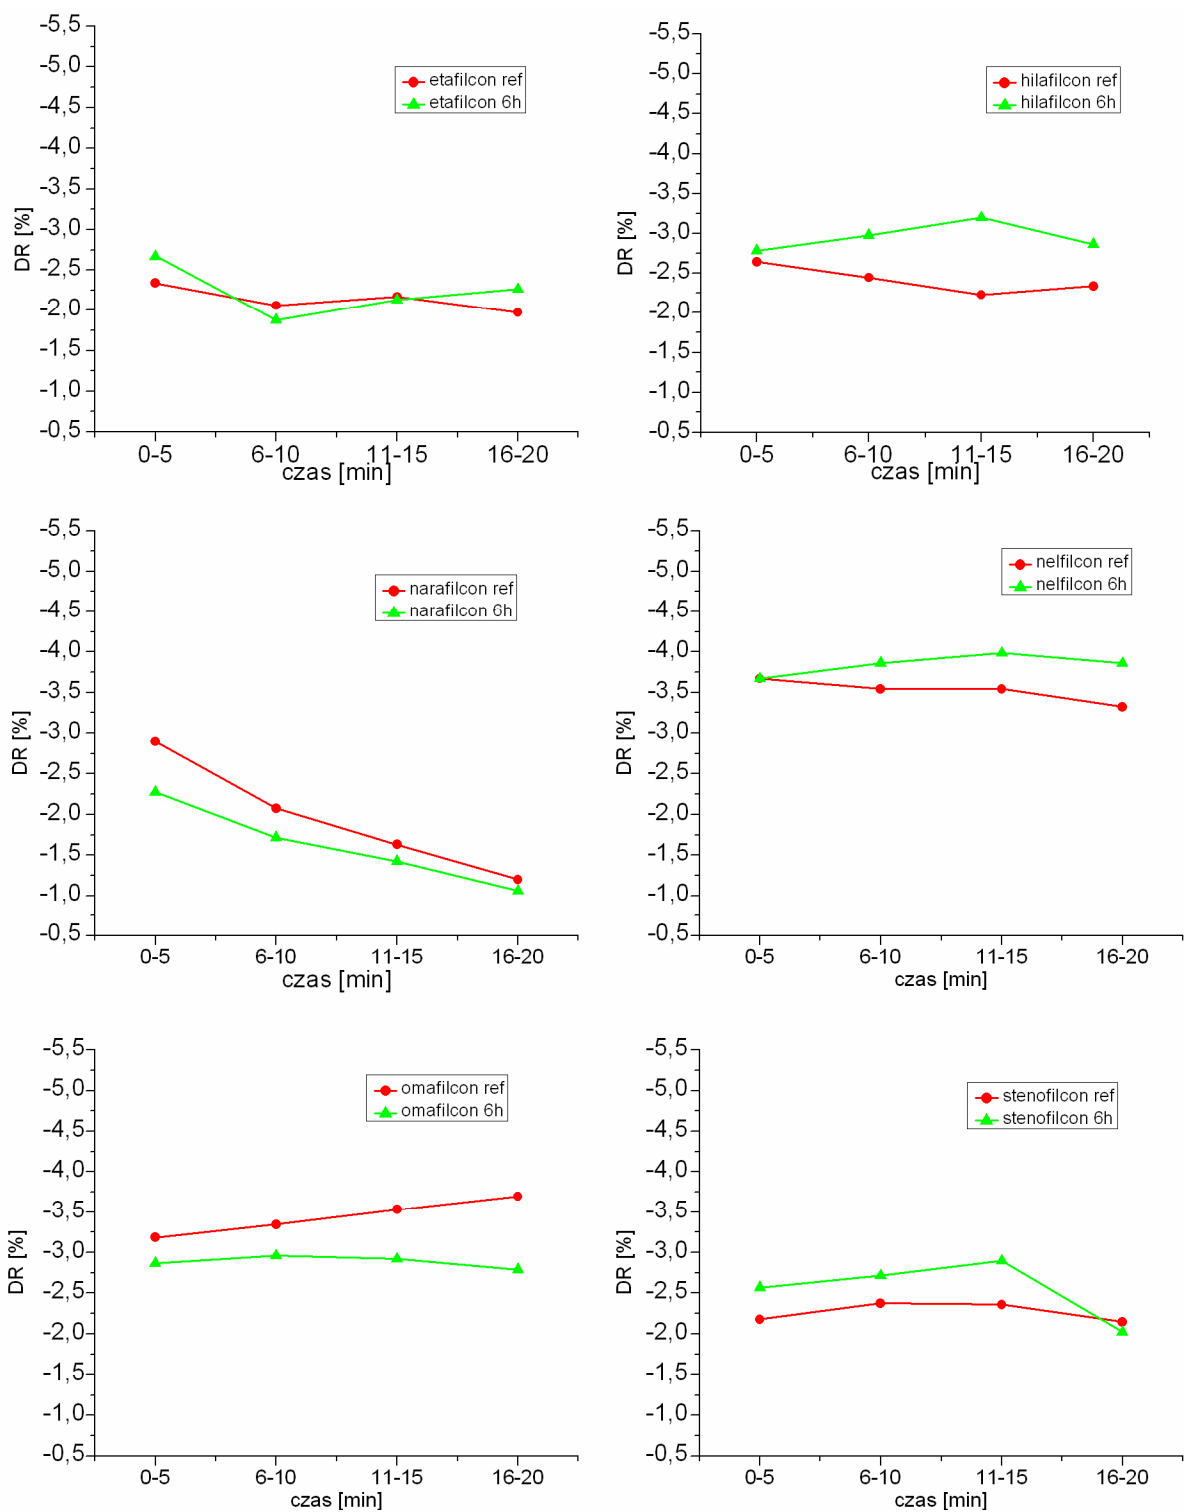 -5,5
-5,0
-4,5
-4,0
-3,5
-3,0
-2,5
-2,0
-1,5
-1,0
-0,5
DR [%]
etafilcon ref
etafilcon 6h
0-5 6-10 11-15 16-20
czas [min]
-5,5
-5,0
-4,5
-4,0
-3,5
-3,0
-2,5
-2,0
-1,5
-1,0
-0,5
DR [%]
hilafilcon ref
hilafilcon 6h
0-5 6-10 11-15 16-20
czas [min]
-5,5
-5,0
-4,5
-4,0
-3,5
-3,0
-2,5
-2,0
-1,5
-1,0
-0,5
DR [%]
narafilcon ref
narafilcon 6h
0-5 6-10 11-15 16-20
czas [min]
-5,5
-5,0
-4,5
-4,0
-3,5
-3,0
-2,5
-2,0
-1,5
-1,0
-0,5
DR [%]
nelfilcon ref
nelfilcon 6h
0-5 6-10 11-15 16-20
czas [min]
-5,5
-5,0
-4,5
-4,0
-3,5
-3,0
-2,5
-2,0
-1,5
-1,0
-0,5
DR [%]
omafilcon ref
omafilcon 6h
0-5 6-10 11-15 16-20
czas [min]
-5,5
-5,0
-4,5
-4,0
-3,5
-3,0
-2,5
-2,0
-1,5
-1,0
-0,5
DR [%]
stenofilcon ref
stenofilcon 6h
0-5 6-10 11-15 16-20
czas [min]